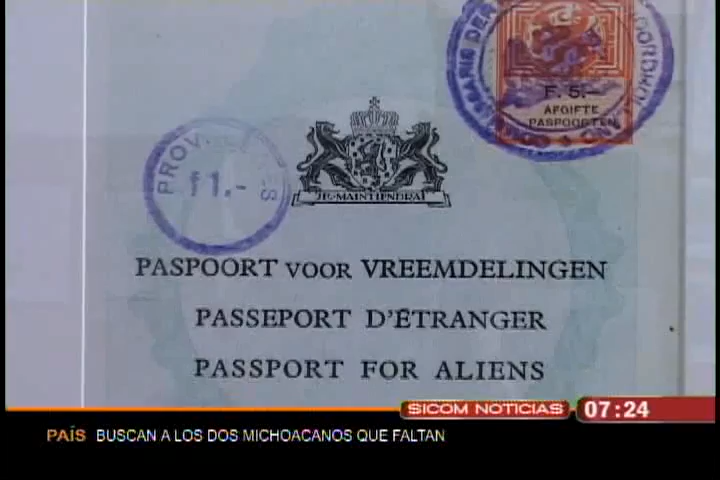 F. 5.—
AFGIFTE
PASPOORTEN
PROV
f1.-
JE·MAINTIENDRAI
PASPOORT VOOR VREEMDELINGEN
PASSEPORT D'ÉTRANGER
PASSPORT FOR ALIENS
SICOM NOTICIAS
07:24
PAÍS BUSCAN A LOS DOS MICHOACANOS QUE FALTAN